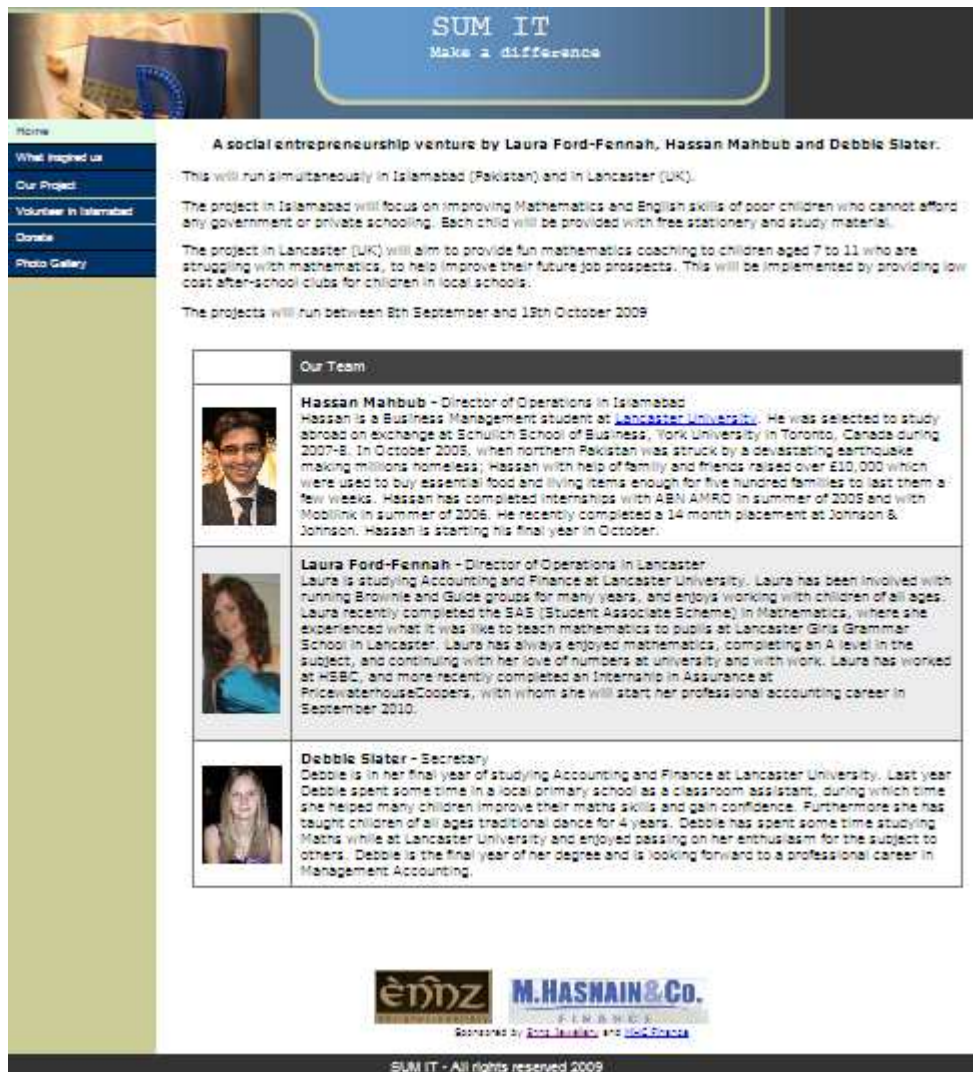 SUM IT
Make a difference
Home
What inspired us
Our Project
Volunteer in Islamabad
Donate
Photo Gallery
A social entrepreneurship venture by Laura Ford-Fennah, Hassan Mahbub and Debbie Slater.
This will run simultaneously in Islamabad (Pakistan) and in Lancaster (UK).
The project in Islamabad will focus on improving Mathematics and English skills of poor children who cannot afford
any government or private schooling. Each child will be provided with free stationery and study material.
The project in Lancaster (UK) will aim to provide fun mathematics coaching to children aged 7 to 11 who are
struggling with mathematics, to help improve their future job prospects. This will be implemented by providing low
cost after-school clubs for children in local schools.
The projects will run between 8th September and 15th October 2009
Our Team
Hassan Mahbub - Director of Operations in Islamabad
Hassan is a Business Management student at Lancaster University. He was selected to study
abroad on exchange at Schulich School of Business, York University in Toronto, Canada during
2007-8. In October 2005, when northern Pakistan was struck by a devastating earthquake
making millions homeless; Hassan with help of family and friends raised over £10,000 which
were used to buy essential food and living items enough for five hundred families to last them a
few weeks. Hassan has completed internships with ABN AMRO in summer of 2005 and with
Mobilink in summer of 2006. He recently completed a 14 month placement at Johnson &
Johnson. Hassan is starting his final year in October.
Laura Ford-Fennah - Director of Operations in Lancaster
Laura is studying Accounting and Finance at Lancaster University. Laura has been involved with
running Brownie and Guide groups for many years, and enjoys working with children of all ages.
Laura recently completed the SAS (Student Associate Scheme) in Mathematics, where she
experienced what it was like to teach mathematics to pupils at Lancaster Girls Grammar
School in Lancaster. Laura has always enjoyed mathematics, completing an A level in the
subject, and continuing with her love of numbers at university and with work. Laura has worked
at HSBC, and more recently completed an Internship in Assurance at
PricewaterhouseCoopers, with whom she will start her professional accounting career in
September 2010.
Debbie Slater - Secretary
Debbie is in her final year of studying Accounting and Finance at Lancaster University. Last year
Debbie spent some time in a local primary school as a classroom assistant, during which time
she helped many children improve their maths skills and gain confidence. Furthermore she has
taught children of all ages traditional dance for 4 years. Debbie has spent some time studying
Maths while at Lancaster University and enjoyed passing on her enthusiasm for the subject to
others. Debbie is the final year of her degree and is looking forward to a professional career in
Management Accounting.
ènnz
M.HASNAIN&Co.
FINANCE
Sponsored by Ennz Jewellery and MHC Finance
SUM IT - All rights reserved 2009